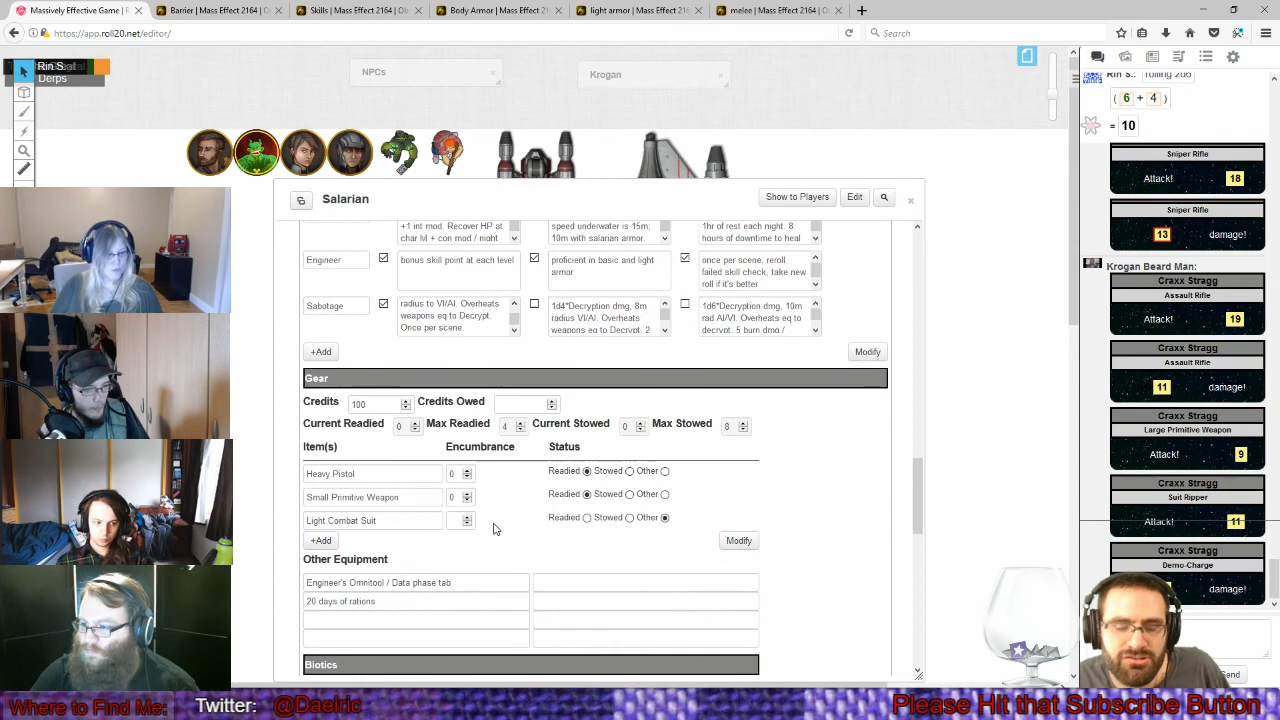 Massively Effective Game | R
Barrier | Mass Effect 2164 | Ob
Skills | Mass Effect 2164 | Obs
Body Armor | Mass Effect 2164
light armor | Mass Effect 2164
melee | Mass Effect 2164 | Ob
https://app.roll20.net/editor/
Search
Rin S.
Derps
NPCs
Krogan
Salarian
Show to Players
Edit
+1 int mod. Recover HP at
char lvl + con mod / night
speed underwater is 15m;
10m with salarian armor.
1hr of rest each night. 8
hours of downtime to heal
Engineer
bonus skill point at each level
proficient in basic and light
armor
once per scene, reroll
failed skill check, take new
roll if it's better
Sabotage
radius to VI/AI. Overheats
weapons eq to Decrypt.
Once per scene.
1d4*Decryption dmg, 8m
radius VI/AI. Overheats
weapons eq to Decrypt. 2
1d6*Decryption dmg, 10m
rad AI/VI. Overheats eq to
decrypt. 5 burn dmg /
+Add
Modify
Gear
Credits 100 Credits Owed
Current Readied 0 Max Readied 4 Current Stowed 0 Max Stowed 8
Item(s) Encumbrance Status
Heavy Pistol 0 Readied Stowed Other
Small Primitive Weapon 0 Readied Stowed Other
Light Combat Suit Readied Stowed Other
+Add Modify
Other Equipment
Engineer's Omnitool / Data phase tab
20 days of rations
Biotics
Rin S.: rolling 2d6
( 6 + 4 )
= 10
Sniper Rifle
Attack! 18
Sniper Rifle
13 damage!
Krogan Beard Man:
Craxx Stragg
Assault Rifle
Attack! 19
Craxx Stragg
Assault Rifle
11 damage!
Craxx Stragg
Large Primitive Weapon
Attack! 9
Craxx Stragg
Suit Ripper
Attack! 11
Craxx Stragg
Demo-Charge
damage!
Send
Where to Find Me: Twitter: @Daelric Please Hit that Subscribe Button